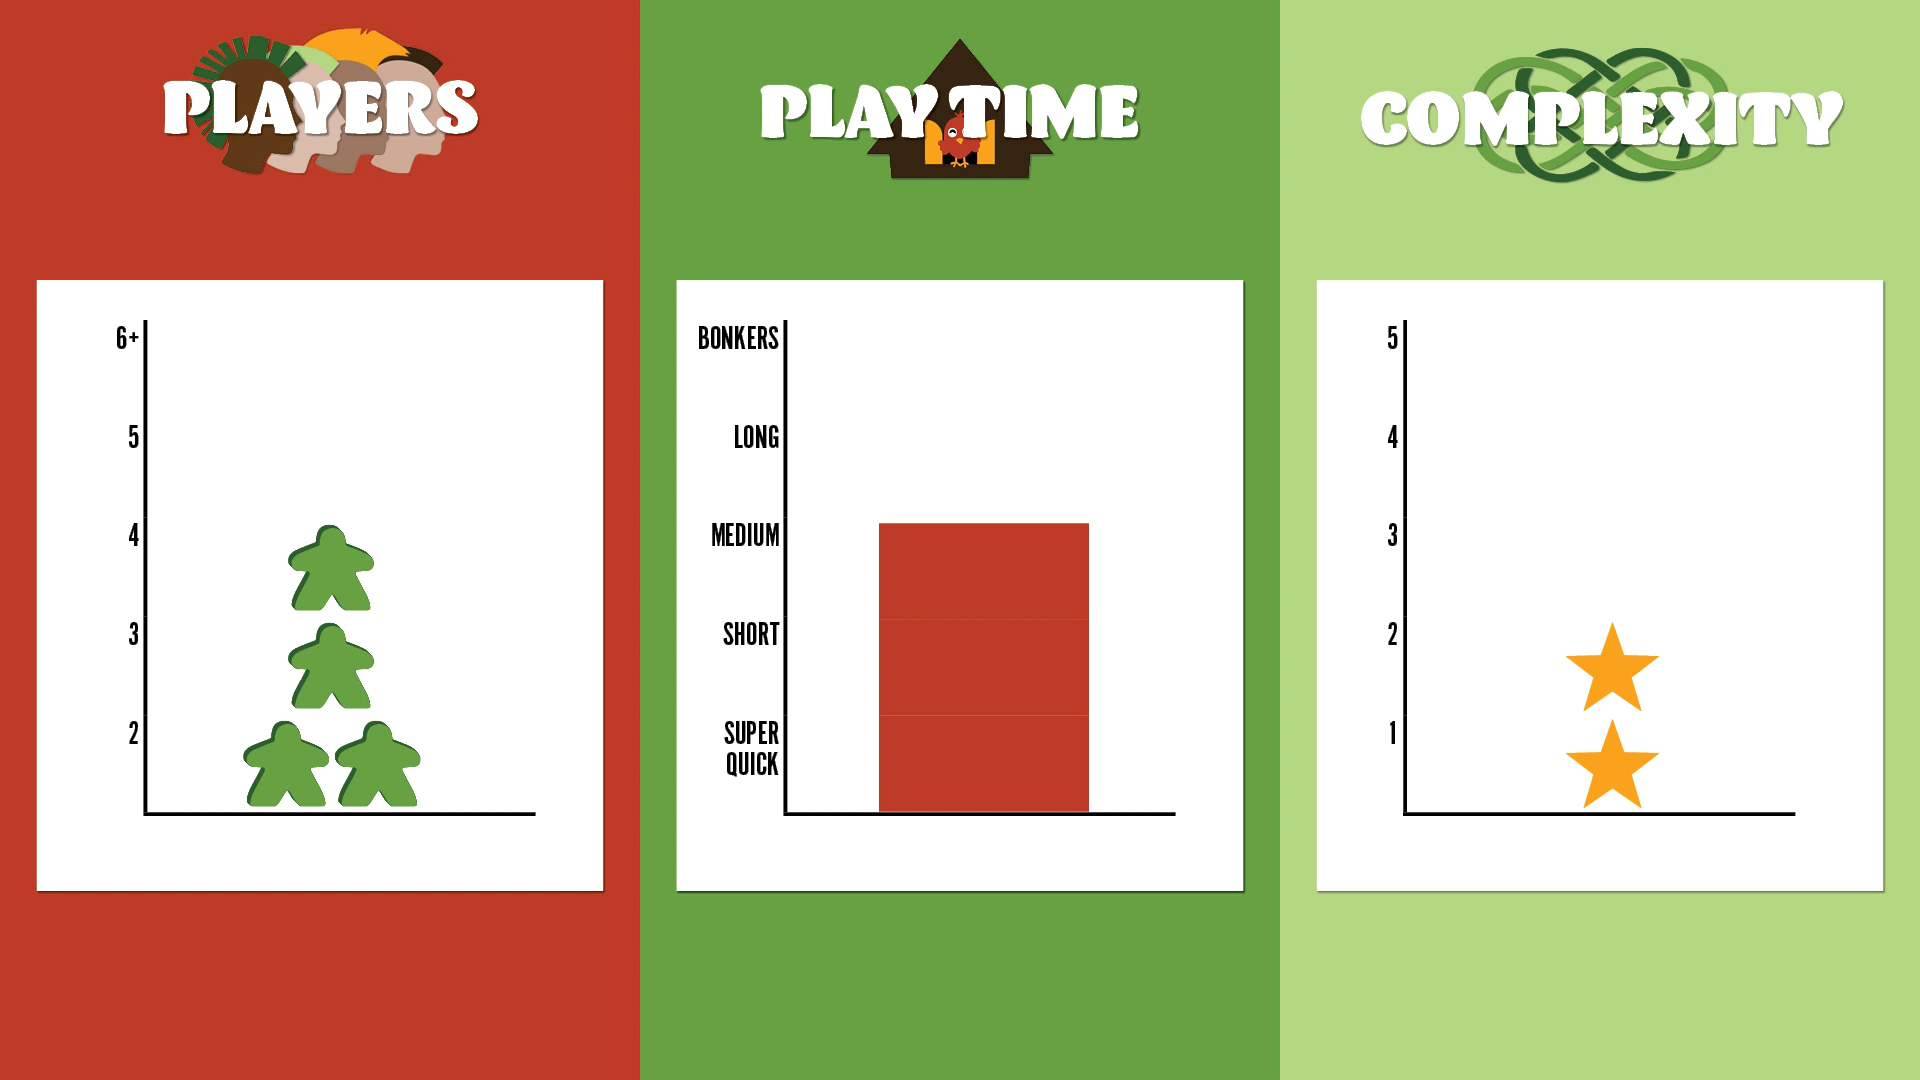 PLAYERS
6+
5
4
3
2
PLAY TIME
BONKERS
LONG
MEDIUM
SHORT
SUPER
QUICK
COMPLEXITY
5
4
3
2
1